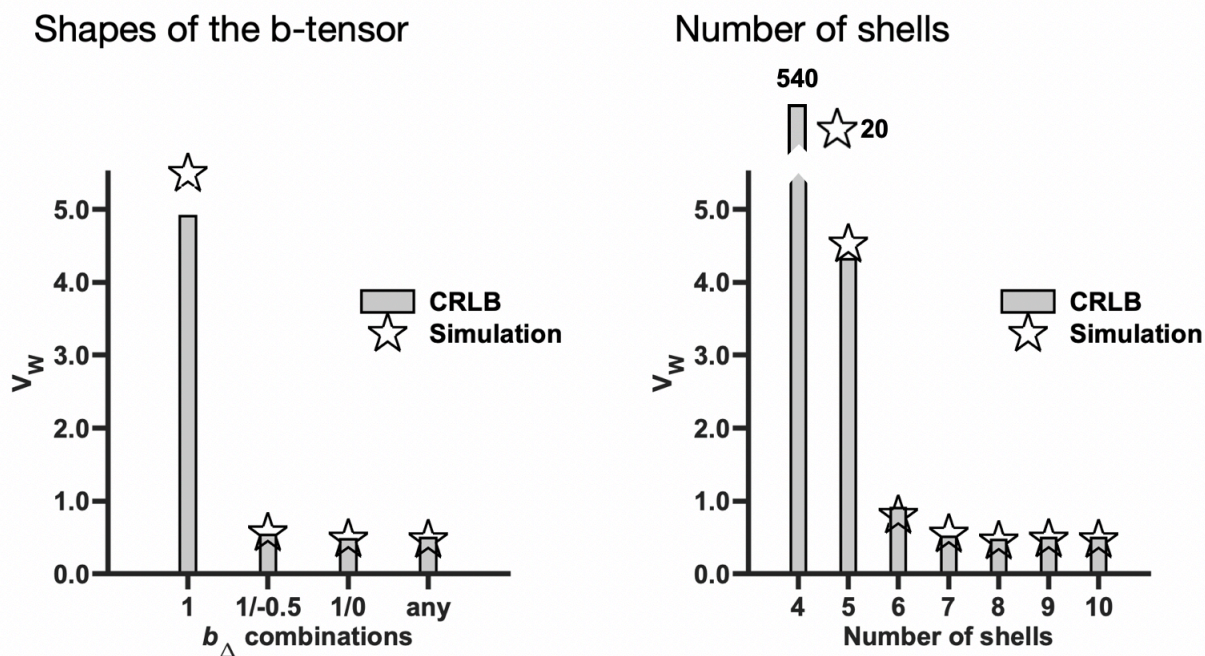 Shapes of the b-tensor
5.0
4.0
3.0
2.0
1.0
0.0
V_W
CRLB
Simulation
1 1/-0.5 1/0 any
b_Δ combinations
Number of shells
540
20
5.0
4.0
3.0
2.0
1.0
0.0
V_W
CRLB
Simulation
4 5 6 7 8 9 10
Number of shells